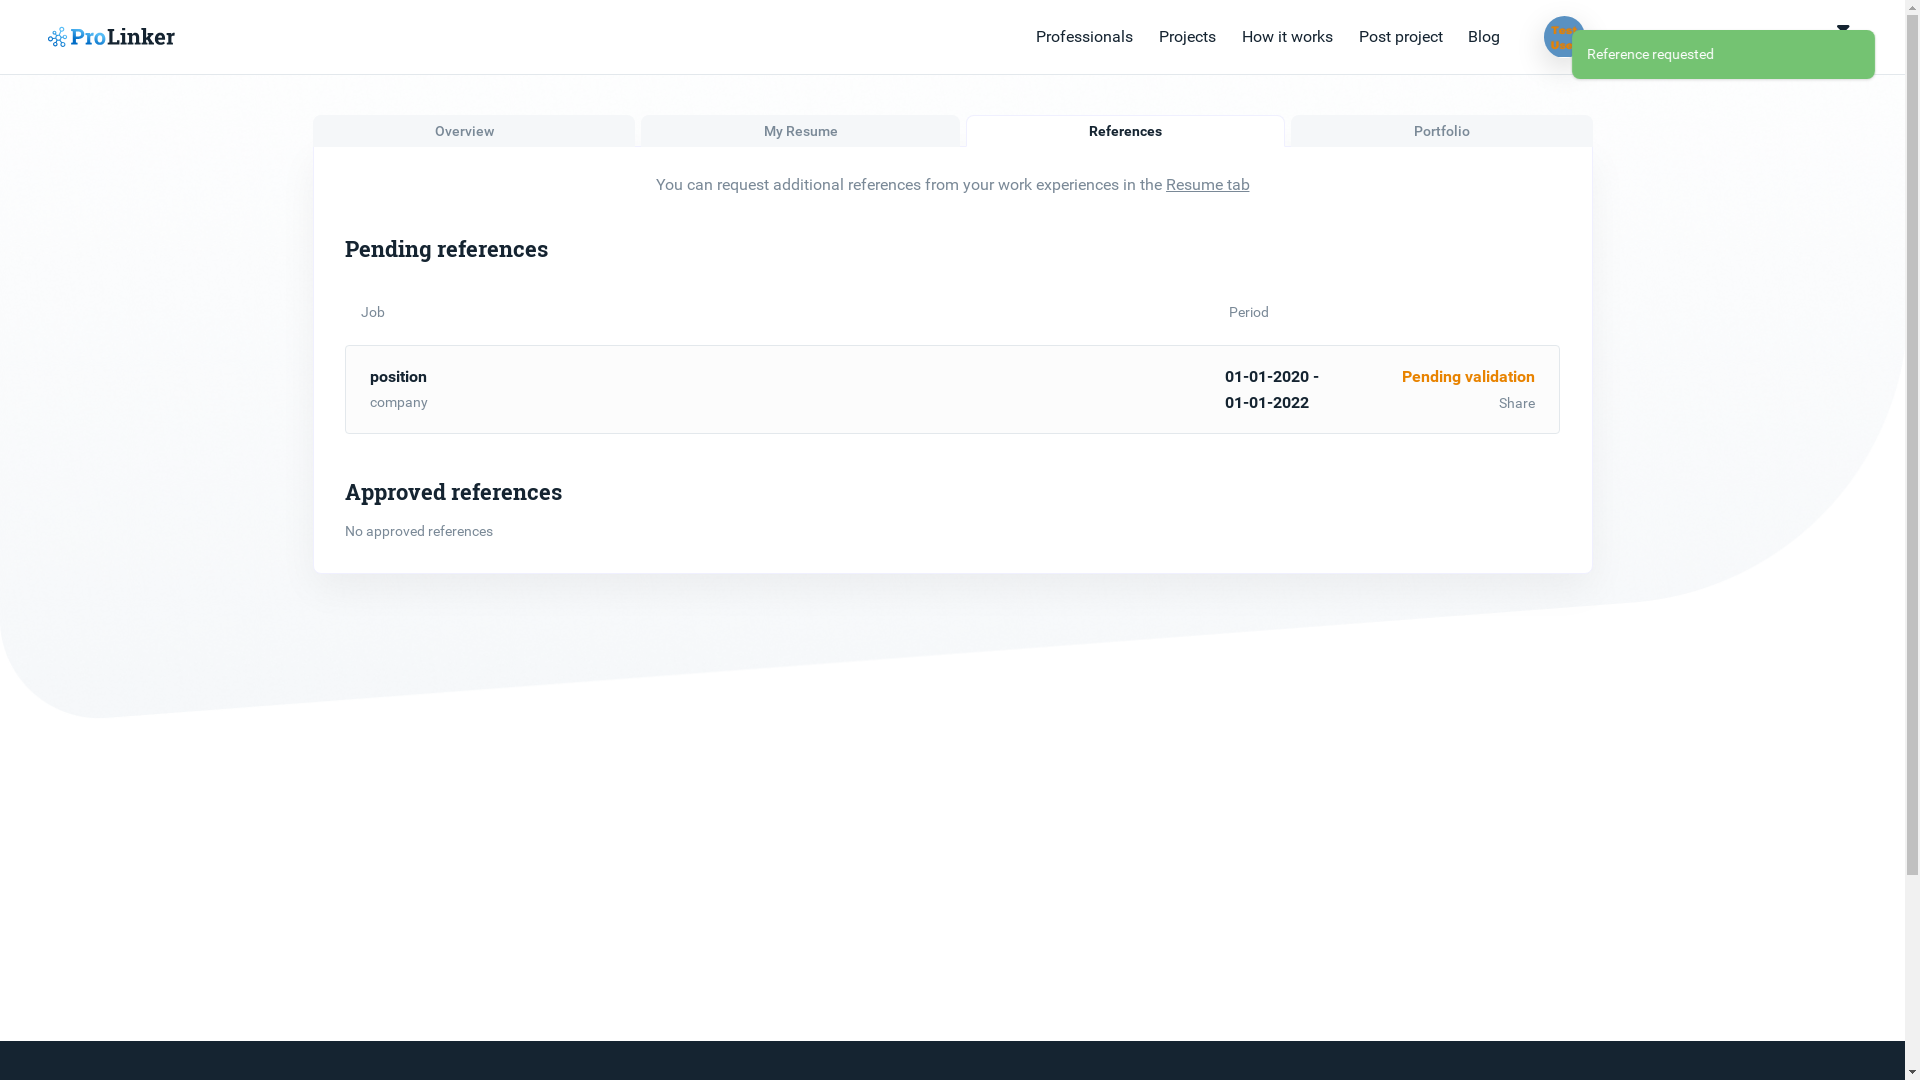 ProLinker
Professionals
Projects
How it works
Post project
Blog
Reference requested
Overview
My Resume
References
Portfolio
You can request additional references from your work experiences in the Resume tab
Pending references
Job
Period
position
company
01-01-2020 -
01-01-2022
Pending validation
Share
Approved references
No approved references